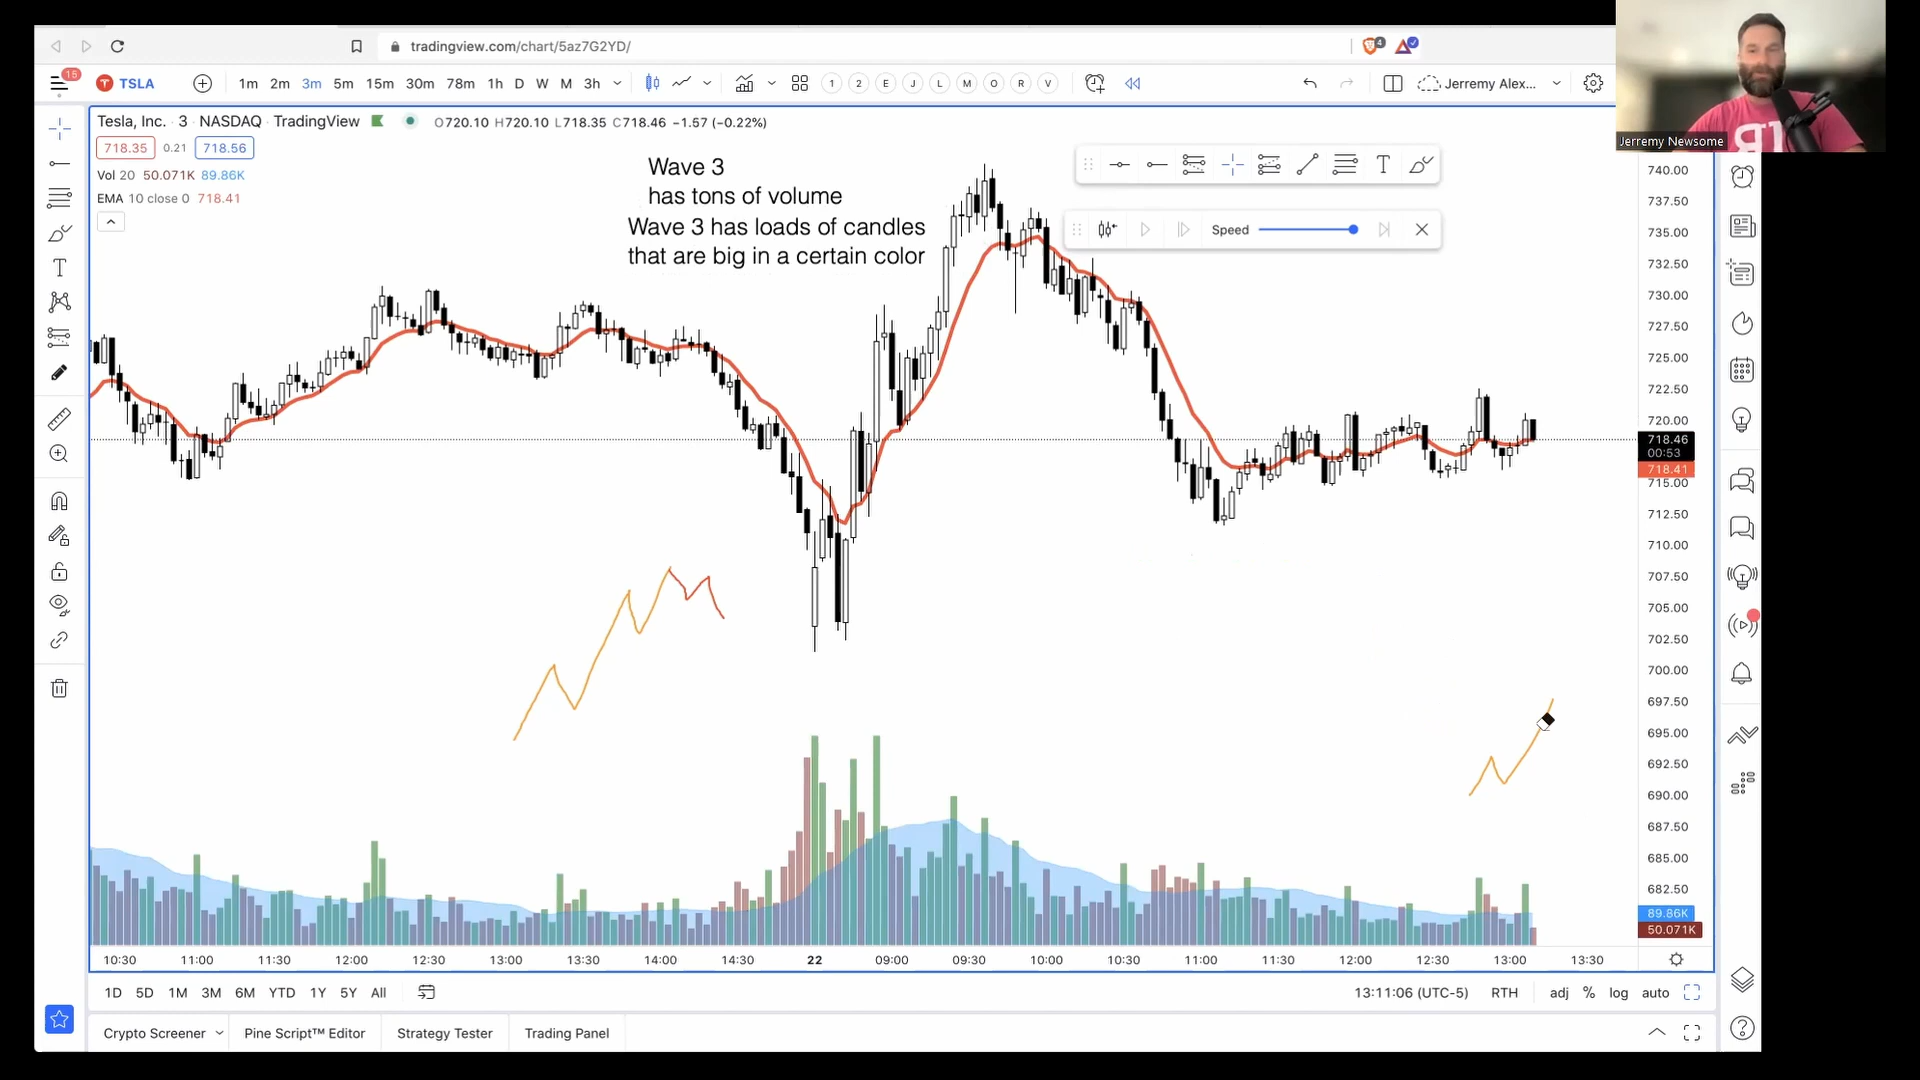 tradingview.com/chart/5az7G2YD/
4
16
TSLA
1m 2m 3m 5m 15m 30m 78m 1h D W M 3h
1 2 E J L M O R V
Jerremy Alex...
Jerremy Newsome
Tesla, Inc. · 3 · NASDAQ · TradingView
O720.10 H720.10 L718.35 C718.46 −1.57 (−0.22%)
718.35 0.21 718.56
Vol 20 50.071K 89.86K
EMA 10 close 0 718.41
Wave 3
has tons of volume
Wave 3 has loads of candles
that are big in a certain color
T
Speed
T
740.00
737.50
735.00
732.50
730.00
727.50
725.00
722.50
720.00
718.46
00:53
718.41
715.00
712.50
710.00
707.50
705.00
702.50
700.00
697.50
695.00
692.50
690.00
687.50
685.00
682.50
89.86K
50.071K
10:30 11:00 11:30 12:00 12:30 13:00 13:30 14:00 14:30 22 09:00 09:30 10:00 10:30 11:00 11:30 12:00 12:30 13:00 13:30
1D 5D 1M 3M 6M YTD 1Y 5Y All
13:11:06 (UTC-5) RTH adj % log auto
Crypto Screener Pine Script™ Editor Strategy Tester Trading Panel